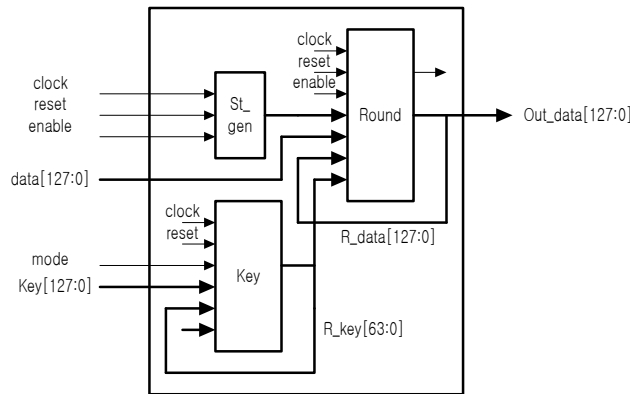 clock
reset
enable
clock
reset
enable
St_
gen
Round
Out_data[127:0]
data[127:0]
R_data[127:0]
clock
reset
mode
Key[127:0]
Key
R_key[63:0]